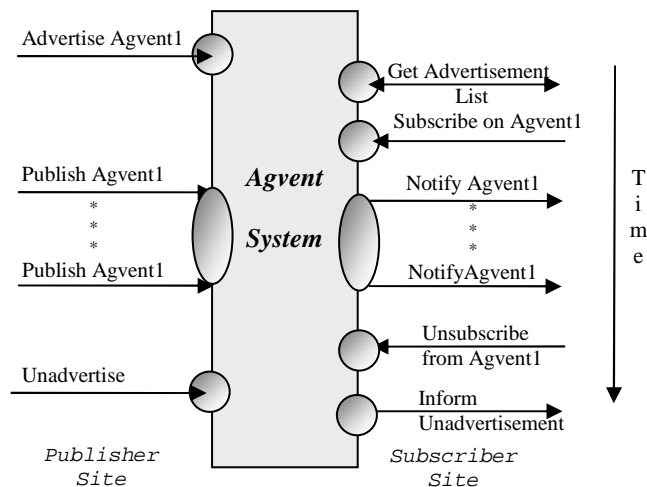 Advertise Agvent1
Get Advertisement
List
Subscribe on Agvent1
Publish Agvent1
*
*
*
Publish Agvent1
Agvent
System
Notify Agvent1
*
*
*
NotifyAgvent1
Unsubscribe
from Agvent1
Unadvertise
Inform
Unadvertisement
Publisher
Site
Subscriber
Site
T
i
m
e